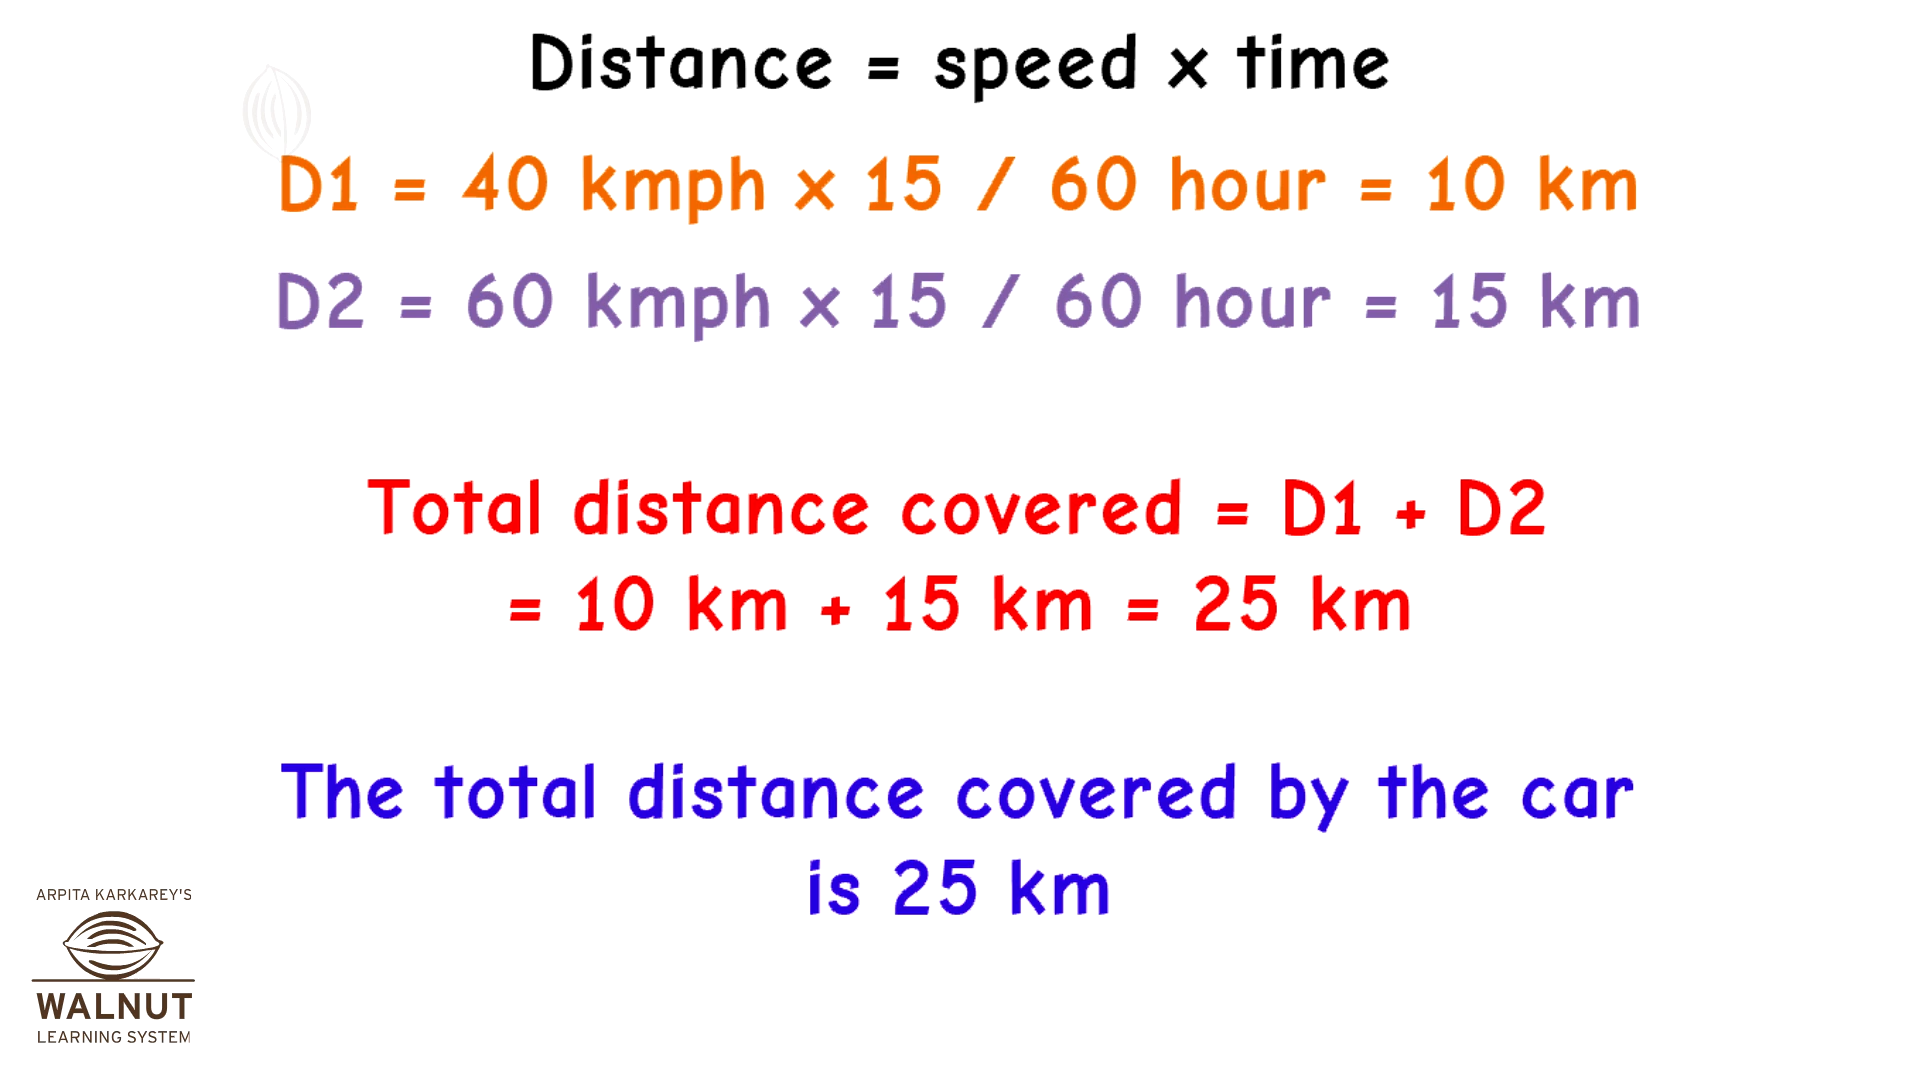 Distance = speed x time
D1 = 40 kmph x 15 / 60 hour = 10 km
D2 = 60 kmph x 15 / 60 hour = 15 km
Total distance covered = D1 + D2
= 10 km + 15 km = 25 km
The total distance covered by the car
is 25 km
ARPITA KARKAREY'S
WALNUT
LEARNING SYSTEM